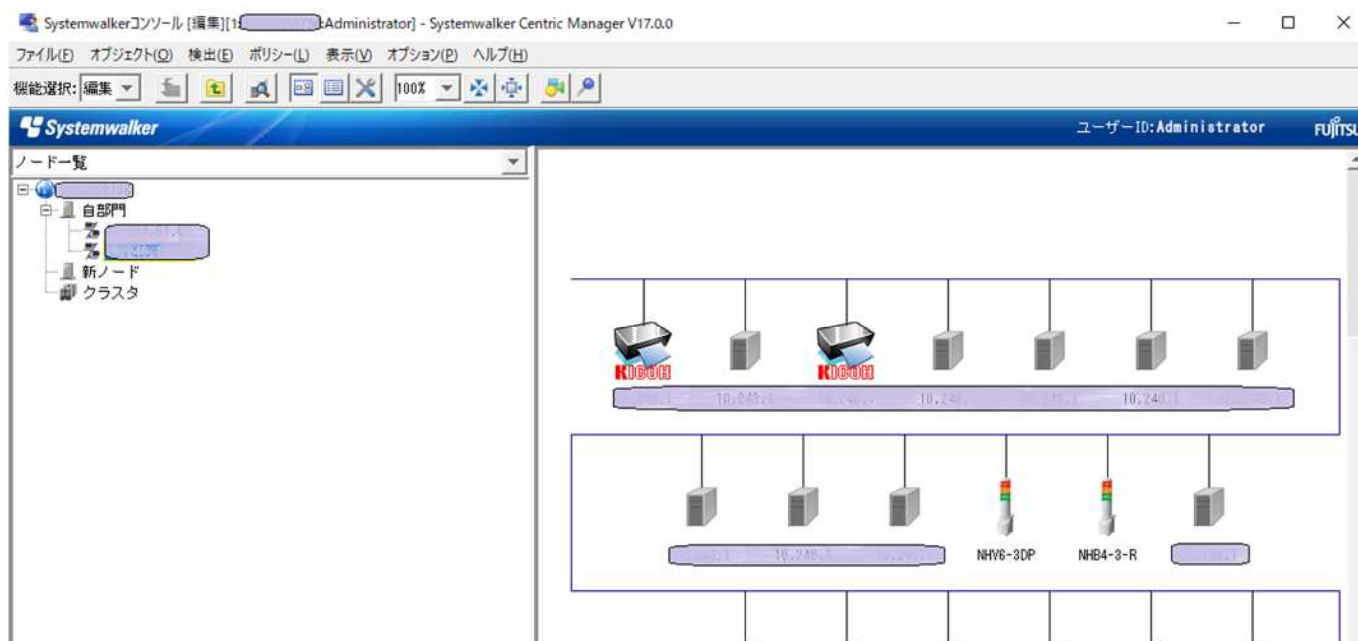 Systemwalkerコンソール [編集][1: :Administrator] - Systemwalker Centric Manager V17.0.0
ファイル(F) オブジェクト(O) 検出(E) ポリシー(L) 表示(V) オプション(P) ヘルプ(H)
機能選択: 編集 100%
Systemwalker ユーザーID:Administrator FUJITSU
ノード一覧
自部門
新ノード
クラスタ
RICOH RICOH
NHV6-3DP NHB4-3-R